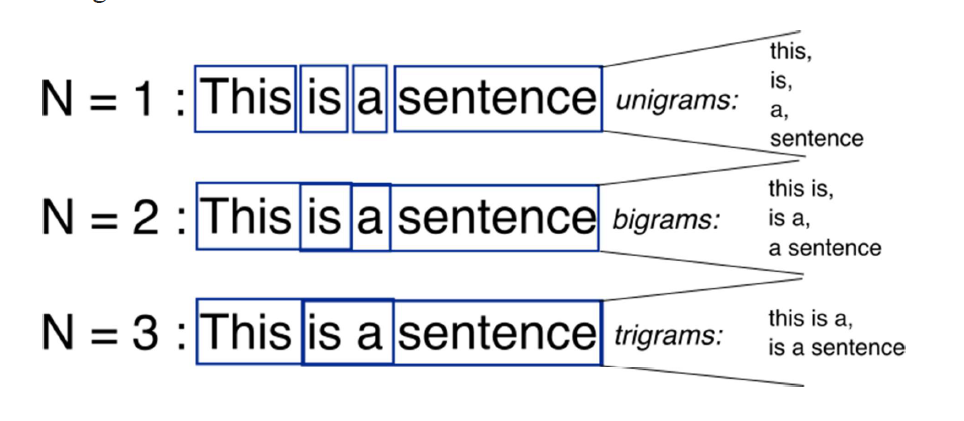 N = 1 : This is a sentence unigrams:
this,
is,
a,
sentence
N = 2 : This is a sentence bigrams:
this is,
is a,
a sentence
N = 3 : This is a sentence trigrams:
this is a,
is a sentence